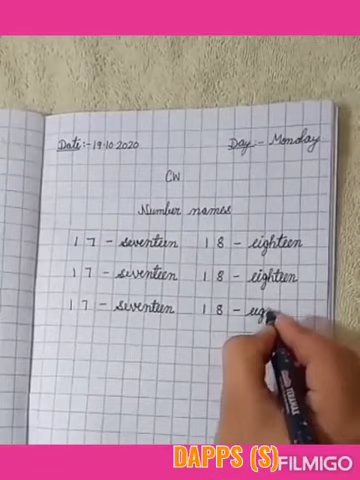 Date:-19.10.2020 Day:- Monday
CW
Number names
17 - seventeen 18 - eighteen
17 - seventeen 18 - eighteen
17 - seventeen 18 - eig
DAPPS (S)
FILMIGO